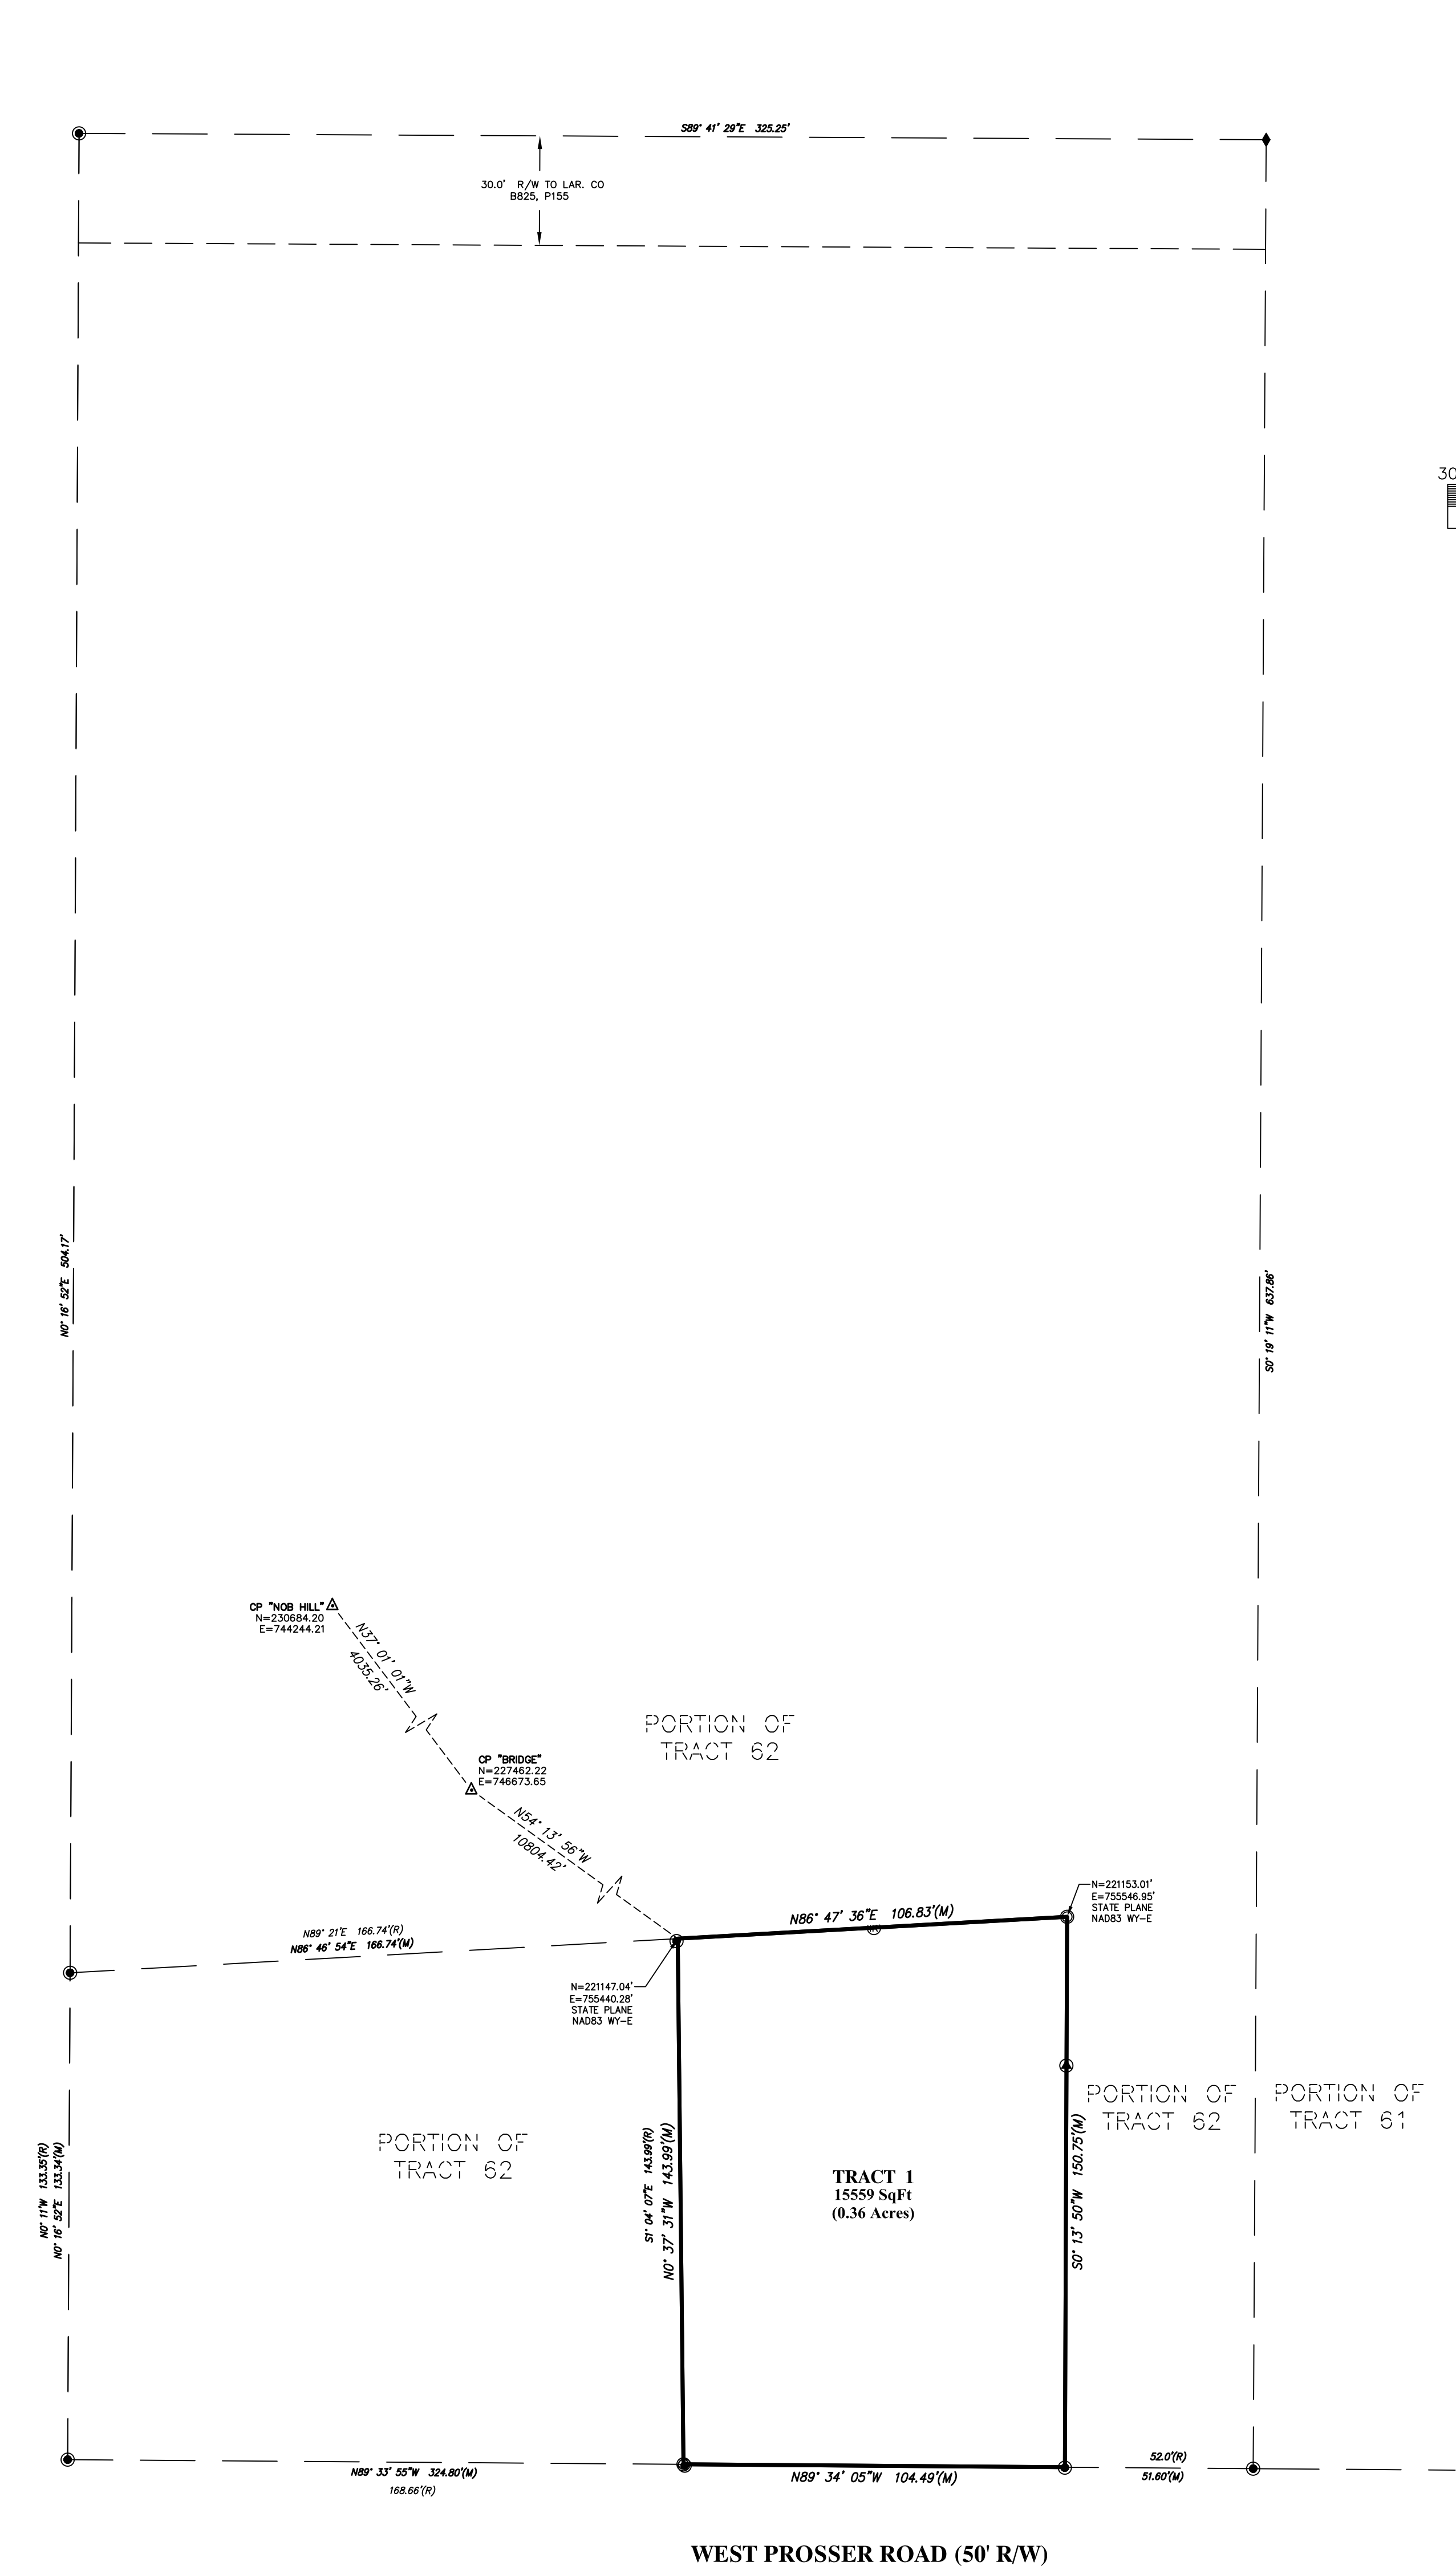 S89° 41' 29"E 325.25'
30.0' R/W TO LAR. CO
B825, P155
30
N0° 16' 52"E 504.17'
S0° 19' 11"W 637.86'
CP "NOB HILL"
N=230684.20
E=744244.21
N37° 01' 01"W
4035.26'
PORTION OF
TRACT 62
CP "BRIDGE"
N=227462.22
E=746673.65
N54° 13' 56"W
10804.42'
N=221153.01'
E=755546.95'
STATE PLANE
NAD83 WY-E
N86° 47' 36"E 106.83'(M)
N89° 21'E 166.74'(R)
N86° 46' 54"E 166.74'(M)
N=221147.04'
E=755440.28'
STATE PLANE
NAD83 WY-E
PORTION OF
TRACT 62
PORTION OF
TRACT 61
N0° 11'W 133.35'(R)
N0° 16' 52"E 133.34'(M)
PORTION OF
TRACT 62
S1° 04' 07"E 143.99'(R)
N0° 37' 31"W 143.99'(M)
TRACT 1
15559 SqFt
(0.36 Acres)
S0° 13' 50"W 150.75'(M)
N89° 33' 55"W 324.80'(M)
168.66'(R)
N89° 34' 05"W 104.49'(M)
52.0'(R)
51.60'(M)
WEST PROSSER ROAD (50' R/W)